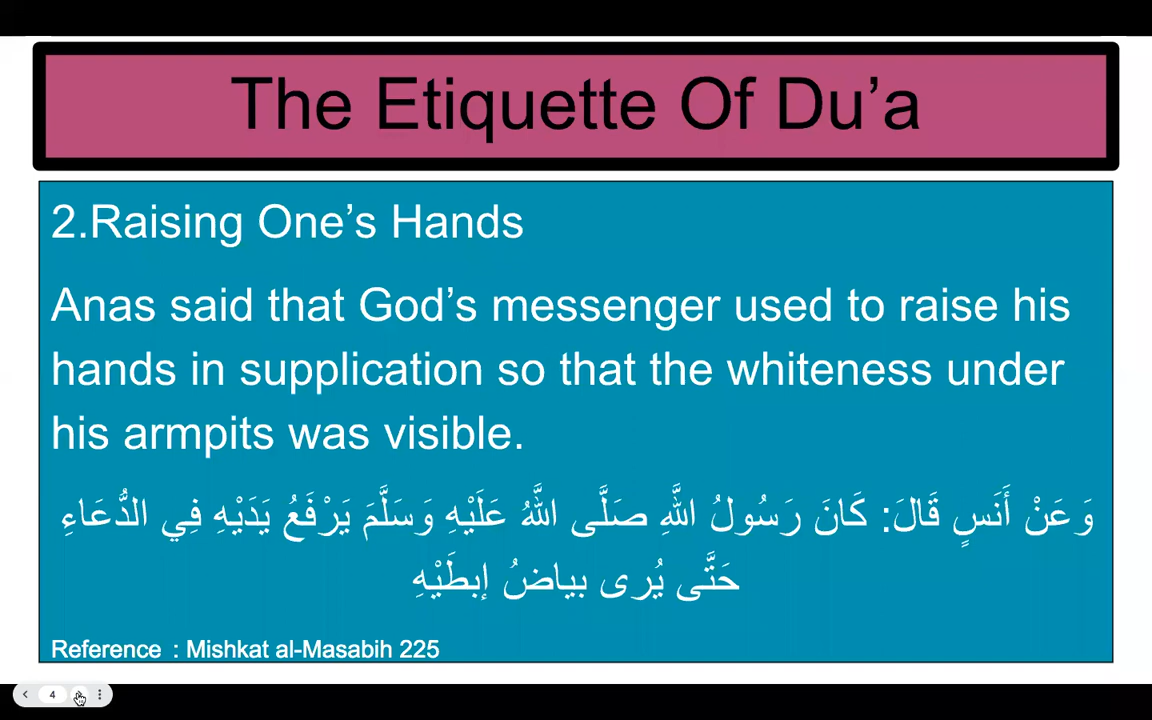 The Etiquette Of Du’a
2.Raising One’s Hands
Anas said that God’s messenger used to raise his
hands in supplication so that the whiteness under
his armpits was visible.
وَعَنْ أَنَسٍ قَالَ: كَانَ رَسُولُ اللَّهِ صَلَّى اللَّهُ عَلَيْهِ وَسَلَّمَ يَرْفَعُ يَدَيْهِ فِي الدُّعَاءِ
حَتَّى يُرى بياضُ إبطَيْهِ
Reference : Mishkat al-Masabih 225
4